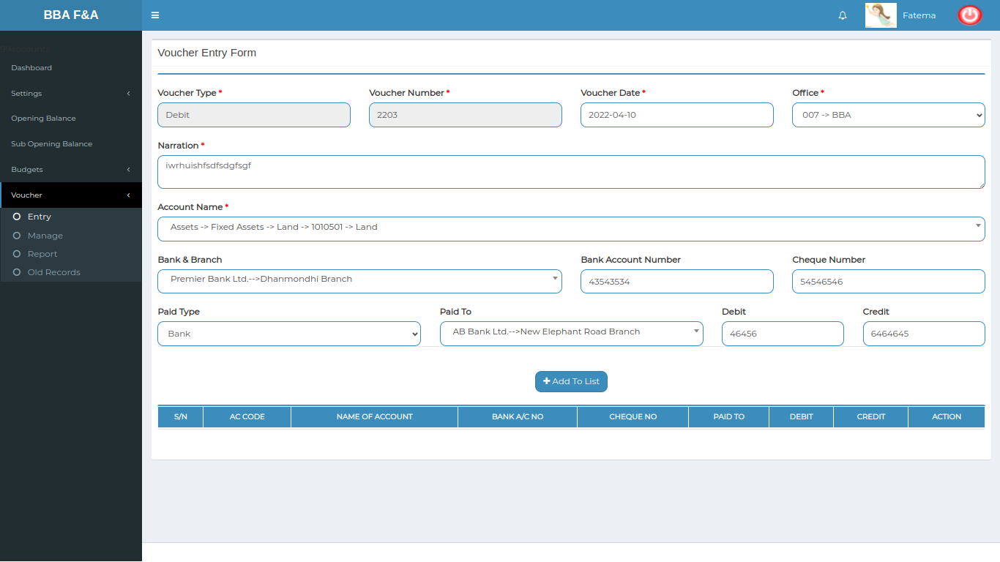 BBA F&A
Fatema
Dashboard
Settings
Opening Balance
Sub Opening Balance
Budgets
Voucher
Entry
Manage
Report
Old Records
Voucher Entry Form
Voucher Type * Voucher Number * Voucher Date * Office *
Debit 2203 2022-04-10 007 -> BBA
Narration *
iwrhuishfsdfsdgfsgf
Account Name *
Assets -> Fixed Assets -> Land -> 1010501 -> Land
Bank & Branch Bank Account Number Cheque Number
Premier Bank Ltd.-->Dhanmondhi Branch 43543534 54546546
Paid Type Paid To Debit Credit
Bank AB Bank Ltd.-->New Elephant Road Branch 46456 6464645
Add To List
S/N AC CODE NAME OF ACCOUNT BANK A/C NO CHEQUE NO PAID TO DEBIT CREDIT ACTION